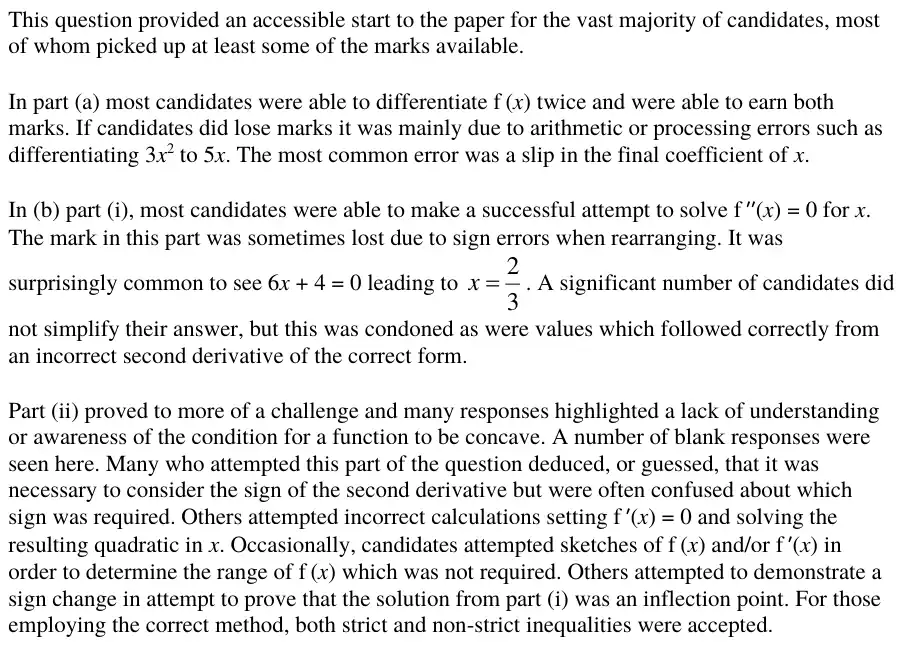 This question provided an accessible start to the paper for the vast majority of candidates, most
of whom picked up at least some of the marks available.
In part (a) most candidates were able to differentiate f (x) twice and were able to earn both
marks. If candidates did lose marks it was mainly due to arithmetic or processing errors such as
differentiating 3x² to 5x. The most common error was a slip in the final coefficient of x.
In (b) part (i), most candidates were able to make a successful attempt to solve f ″(x) = 0 for x.
The mark in this part was sometimes lost due to sign errors when rearranging. It was
surprisingly common to see 6x + 4 = 0 leading to x = 2/3 . A significant number of candidates did
not simplify their answer, but this was condoned as were values which followed correctly from
an incorrect second derivative of the correct form.
Part (ii) proved to more of a challenge and many responses highlighted a lack of understanding
or awareness of the condition for a function to be concave. A number of blank responses were
seen here. Many who attempted this part of the question deduced, or guessed, that it was
necessary to consider the sign of the second derivative but were often confused about which
sign was required. Others attempted incorrect calculations setting f ′(x) = 0 and solving the
resulting quadratic in x. Occasionally, candidates attempted sketches of f (x) and/or f ′(x) in
order to determine the range of f (x) which was not required. Others attempted to demonstrate a
sign change in attempt to prove that the solution from part (i) was an inflection point. For those
employing the correct method, both strict and non-strict inequalities were accepted.